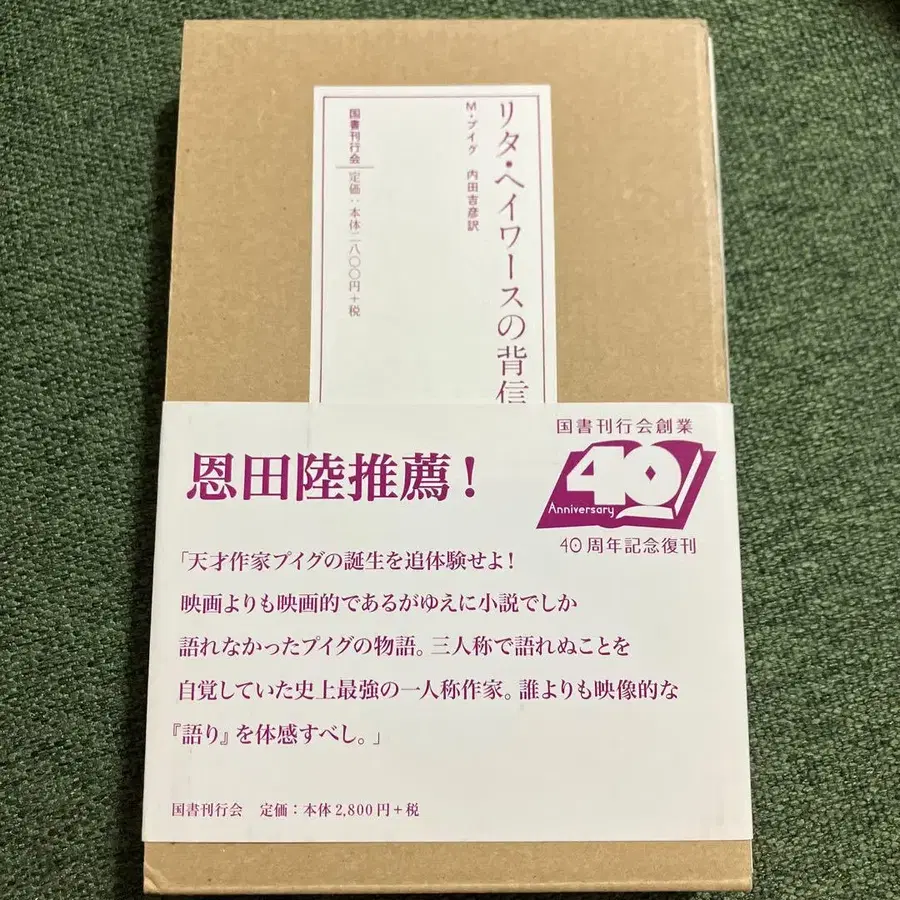 リタ・ヘイワースの背信
M・プイグ 内田吉彦訳
国書刊行会 定価:本体二八〇〇円+税
国書刊行会創業
40
Anniversary
40周年記念復刊
恩田陸推薦!
「天才作家プイグの誕生を追体験せよ!
映画よりも映画的であるがゆえに小説でしか
語れなかったプイグの物語。三人称で語れぬことを
自覚していた史上最強の一人称作家。誰よりも映像的な
『語り』を体感すべし。」
国書刊行会 定価:本体2,800円+税